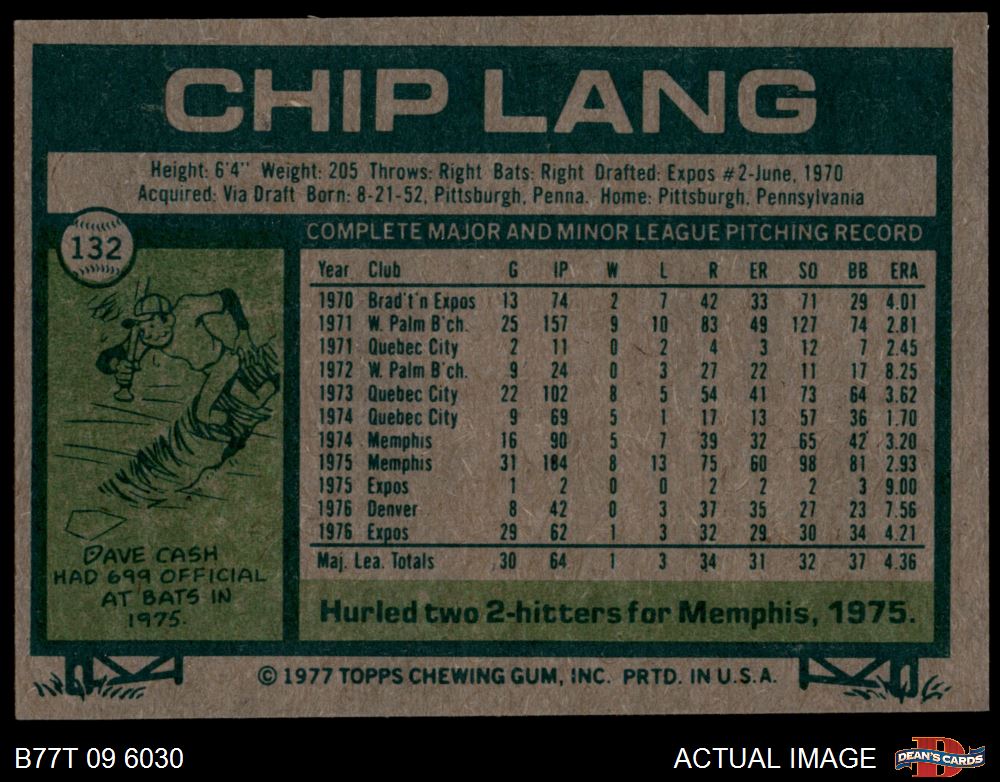 CHIP LANG
Height: 6'4" Weight: 205 Throws: Right Bats: Right Drafted: Expos #2-June, 1970
Acquired: Via Draft Born: 8-21-52, Pittsburgh, Penna. Home: Pittsburgh, Pennsylvania
132
COMPLETE MAJOR AND MINOR LEAGUE PITCHING RECORD
Year Club G IP W L R ER SO BB ERA
1970 Brad't'n Expos 13 74 2 7 42 33 71 29 4.01
1971 W. Palm B'ch. 25 157 9 10 83 49 127 74 2.81
1971 Quebec City 2 11 0 2 4 3 12 7 2.45
1972 W. Palm B'ch. 9 24 0 3 27 22 11 17 8.25
1973 Quebec City 22 102 8 5 54 41 73 64 3.62
1974 Quebec City 9 69 5 1 17 13 57 36 1.70
1974 Memphis 16 90 5 7 39 32 65 42 3.20
1975 Memphis 31 184 8 13 75 60 98 81 2.93
1975 Expos 1 2 0 0 2 2 2 3 9.00
1976 Denver 8 42 0 3 37 35 27 23 7.56
1976 Expos 29 62 1 3 32 29 30 34 4.21
Maj. Lea. Totals 30 64 1 3 34 31 32 37 4.36
DAVE CASH
HAD 699 OFFICIAL
AT BATS IN
1975.
Hurled two 2-hitters for Memphis, 1975.
© 1977 TOPPS CHEWING GUM, INC. PRTD. IN U.S.A.
B77T 09 6030
ACTUAL IMAGE
D
DEAN'S CARDS